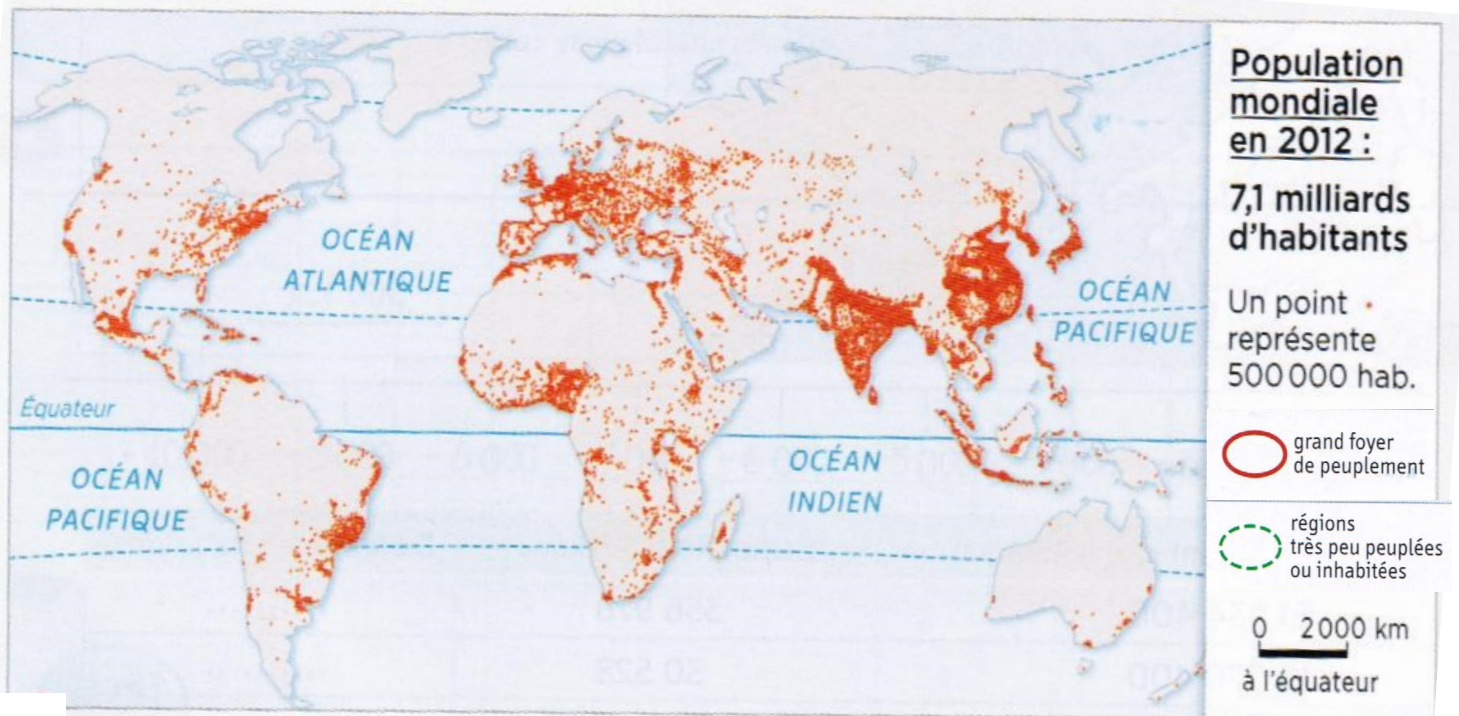 OCÉAN
ATLANTIQUE
OCÉAN
PACIFIQUE
Équateur
OCÉAN
PACIFIQUE
OCÉAN
INDIEN
Population
mondiale
en 2012 :
7,1 milliards
d'habitants
Un point
représente
500 000 hab.
grand foyer
de peuplement
régions
très peu peuplées
ou inhabitées
0 2 000 km
à l'équateur